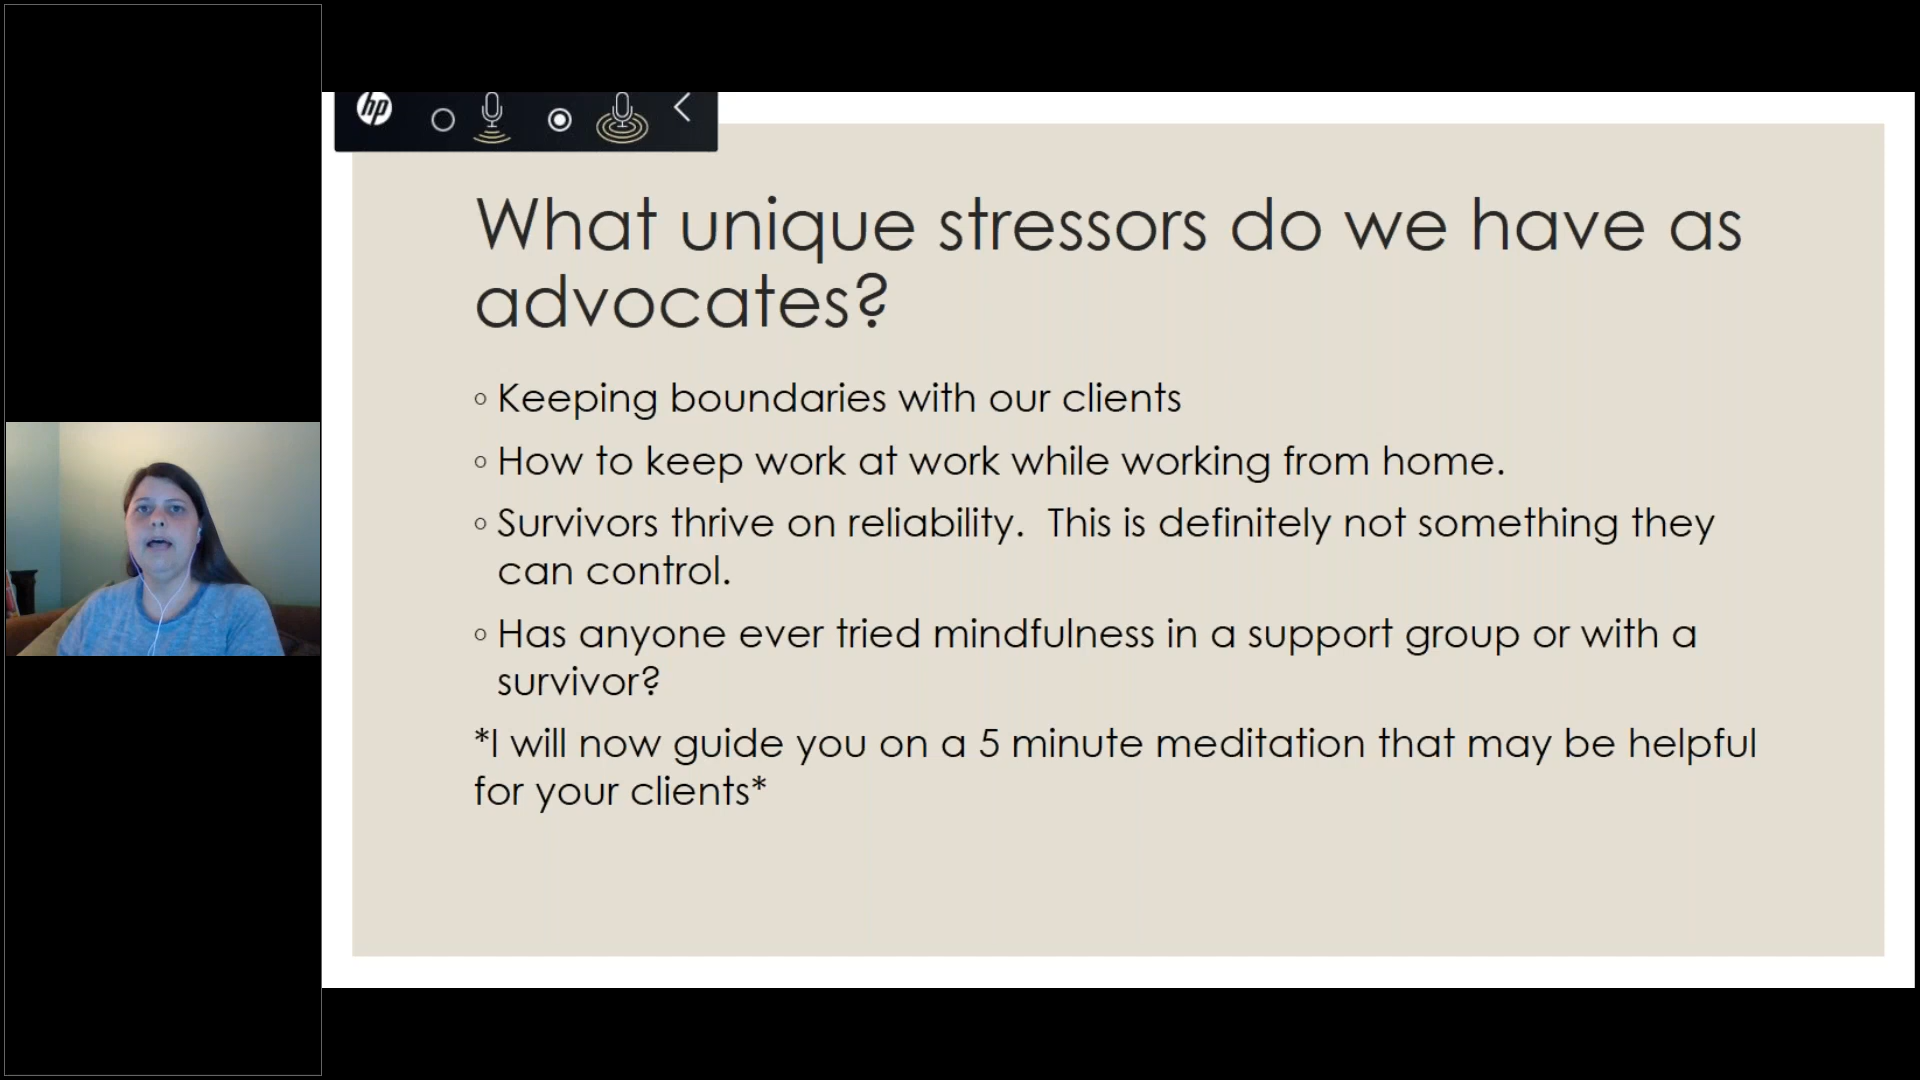 hp
What unique stressors do we have as
advocates?
◦ Keeping boundaries with our clients
◦ How to keep work at work while working from home.
◦ Survivors thrive on reliability.  This is definitely not something they
can control.
◦ Has anyone ever tried mindfulness in a support group or with a
survivor?
*I will now guide you on a 5 minute meditation that may be helpful
for your clients*